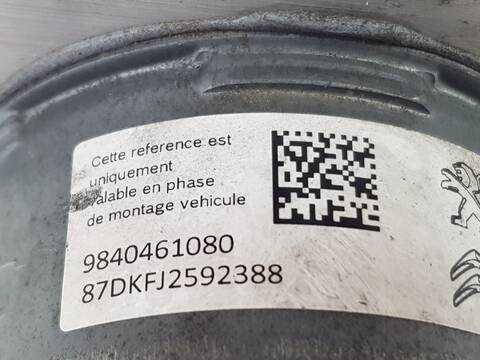 Cette reference est
uniquement
valable en phase
de montage vehicule
9840461080
87DKFJ2592388